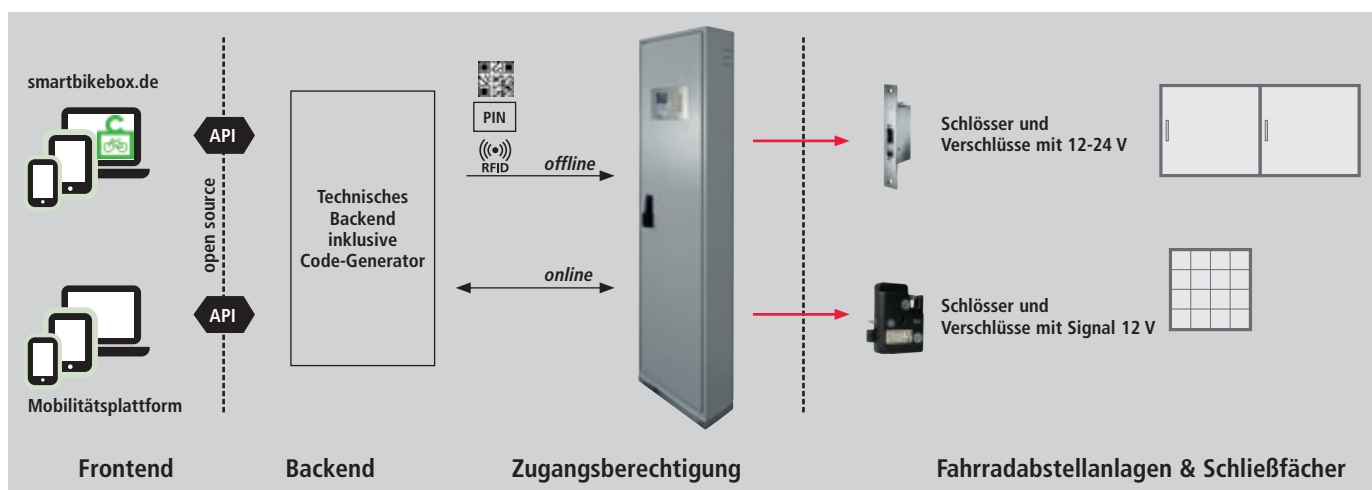 smartbikebox.de
API
open source
API
Mobilitätsplattform
Technisches
Backend
inklusive
Code-Generator
PIN
RFID
offline
online
Schlösser und
Verschlüsse mit 12-24 V
Schlösser und
Verschlüsse mit Signal 12 V
Frontend
Backend
Zugangsberechtigung
Fahrradabstellanlagen & Schließfächer